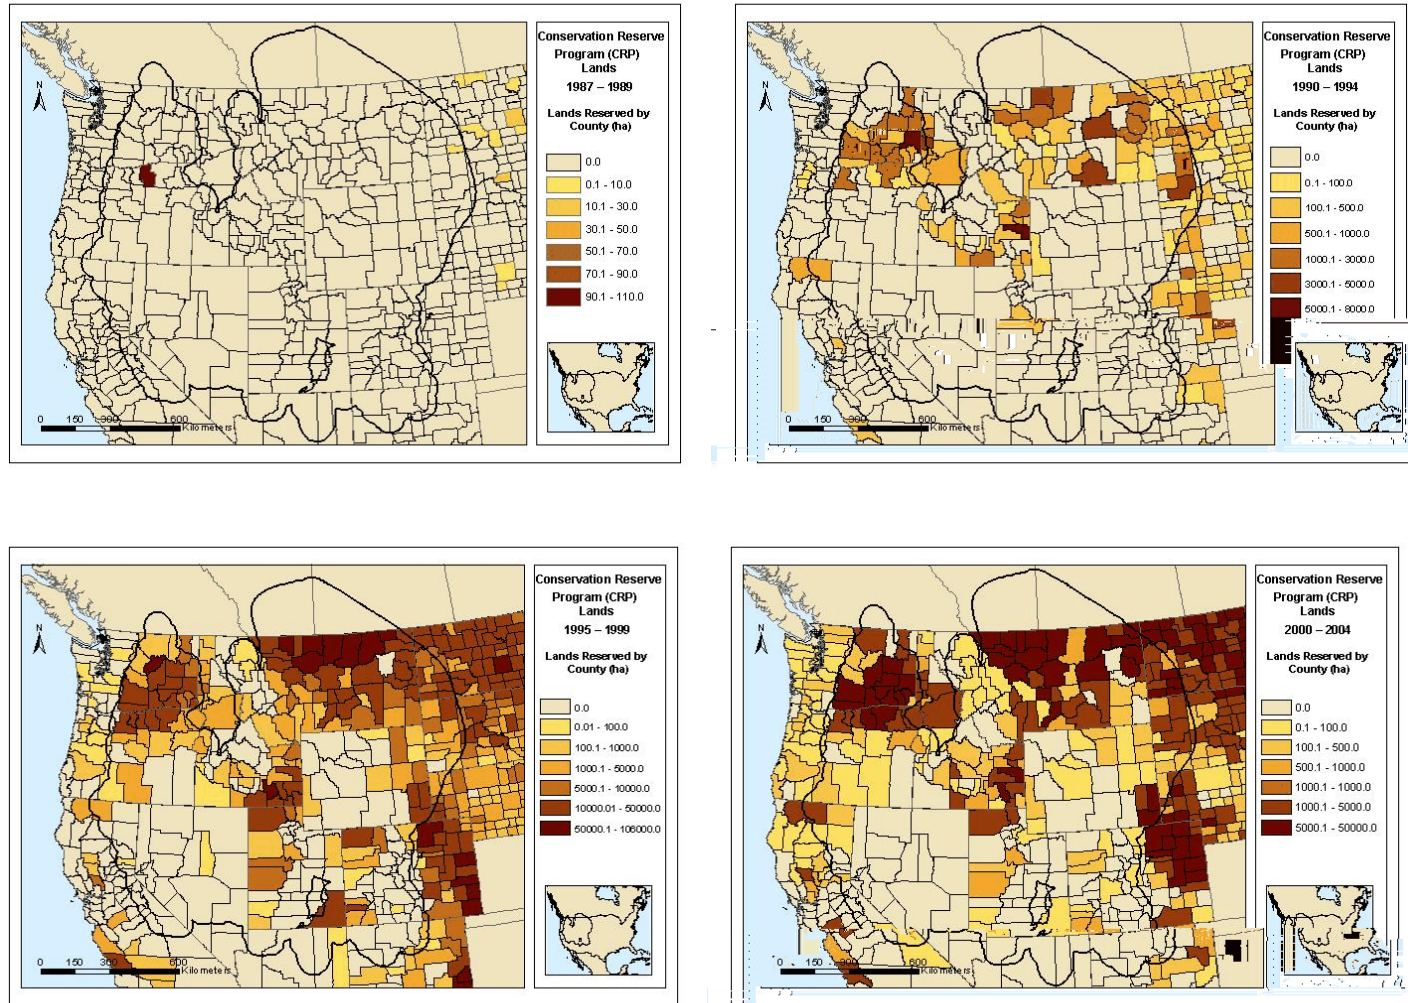 Conservation Reserve
Program (CRP)
Lands
1987 – 1989
Lands Reserved by
County (ha)
0.0
0.1 - 10.0
10.1 - 30.0
30.1 - 50.0
50.1 - 70.0
70.1 - 90.0
90.1 - 110.0
N
0 150 300 600
Kilometers
Conservation Reserve
Program (CRP)
Lands
1990 – 1994
Lands Reserved by
County (ha)
0.0
0.1 - 100.0
100.1 - 500.0
500.1 - 1000.0
1000.1 - 3000.0
3000.1 - 5000.0
5000.1 - 8000.0
N
0 150 300 600
Kilometers
Conservation Reserve
Program (CRP)
Lands
1995 – 1999
Lands Reserved by
County (ha)
0.0
0.01 - 100.0
100.1 - 1000.0
1000.1 - 5000.0
5000.1 - 10000.0
10000.01 - 50000.0
50000.1 - 106000.0
N
0 150 300 600
Kilometers
Conservation Reserve
Program (CRP)
Lands
2000 – 2004
Lands Reserved by
County (ha)
0.0
0.1 - 100.0
100.1 - 500.0
500.1 - 1000.0
1000.1 - 1000.0
1000.1 - 5000.0
5000.1 - 50000.0
N
0 150 300 600
Kilometers